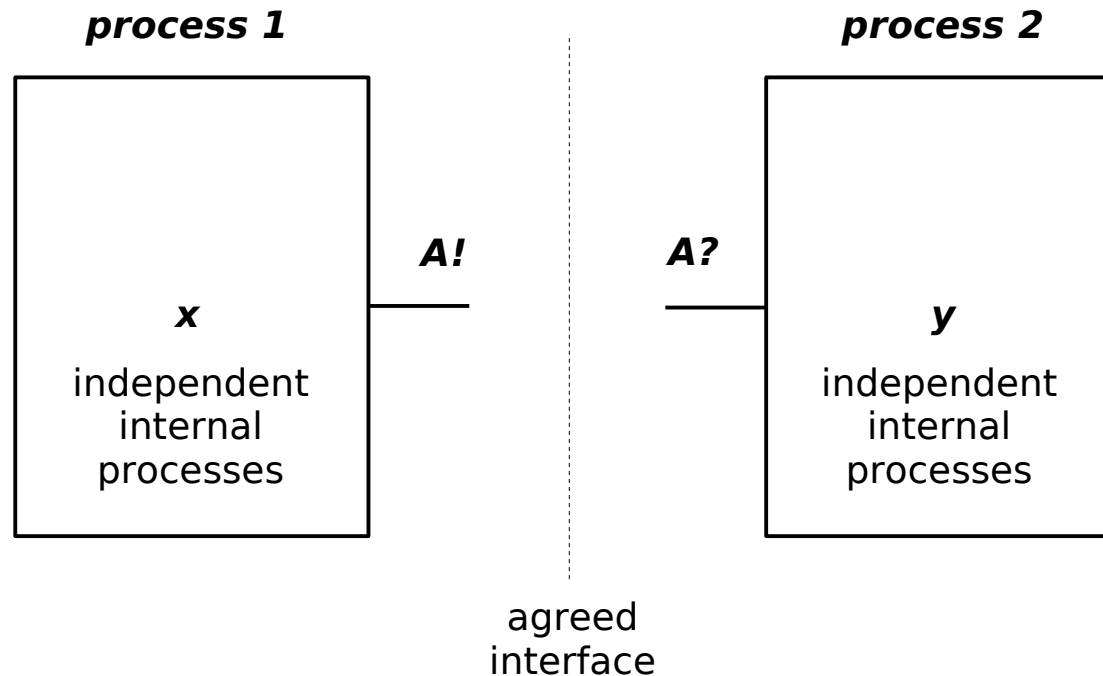 process 1
process 2
A!
A?
x
independent
internal
processes
y
independent
internal
processes
agreed
interface